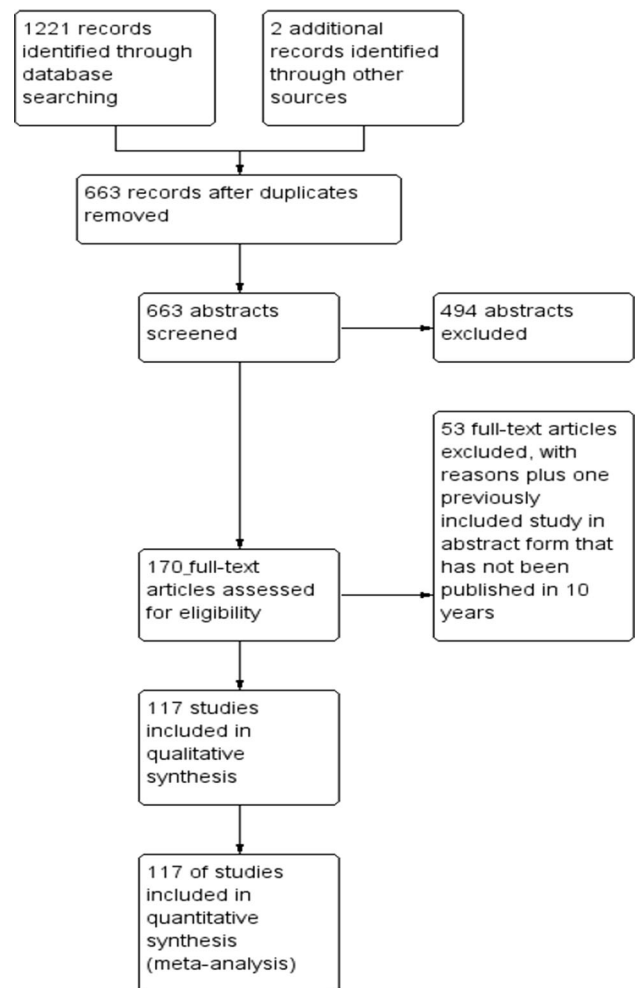 1221 records
identified through
database
searching
2 additional
records identified
through other
sources
663 records after duplicates
removed
663 abstracts
screened
494 abstracts
excluded
53 full-text articles
excluded, with
reasons plus one
previously
included study in
abstract form that
has not been
published in 10
years
170_full-text
articles assessed
for eligibility
117 studies
included in
qualitative
synthesis
117 of studies
included in
quantitative
synthesis
(meta-analysis)